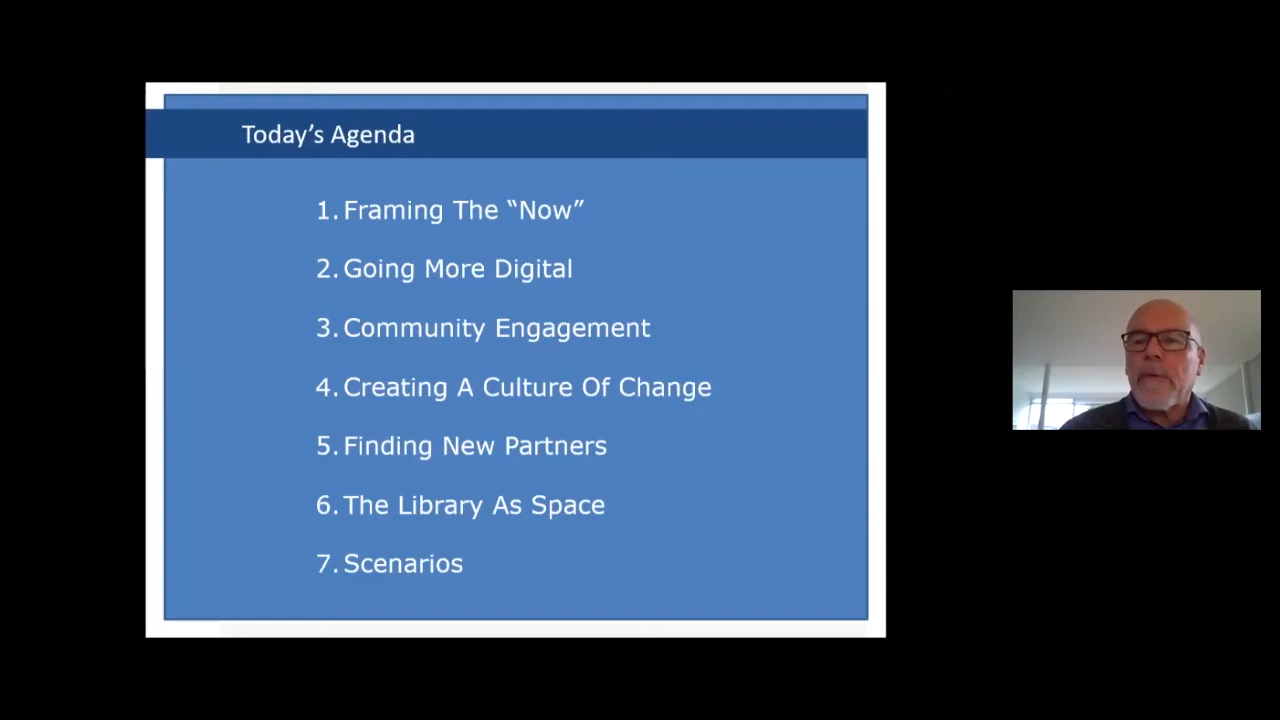 Today’s Agenda
1. Framing The “Now”
2. Going More Digital
3. Community Engagement
4. Creating A Culture Of Change
5. Finding New Partners
6. The Library As Space
7. Scenarios